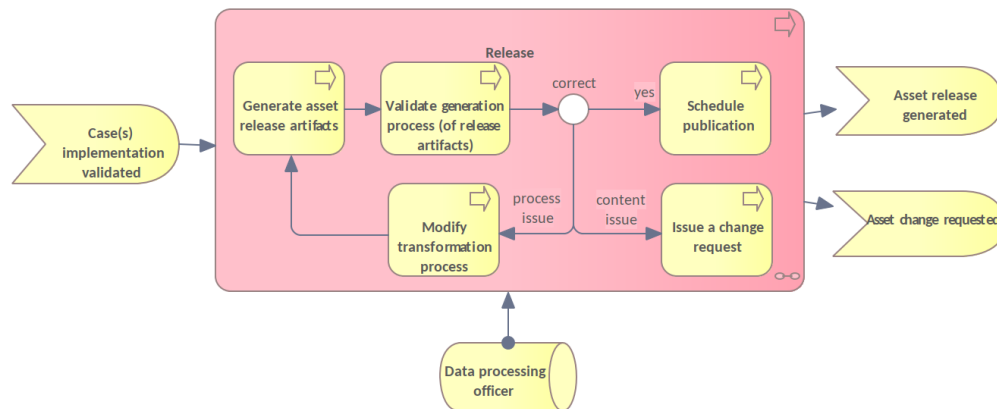 Release
Generate asset
release artifacts
Validate generation
process (of release
artifacts)
correct
yes
Schedule
publication
Case(s)
implementation
validated
Asset release
generated
Modify
transformation
process
process
issue
content
issue
Issue a change
request
Asset change requested
Data processing
officer